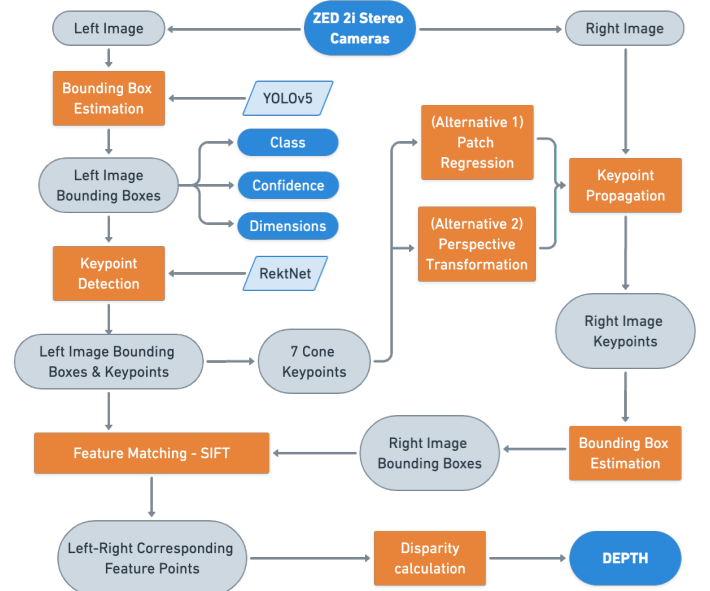 Left Image
ZED 2i Stereo
Cameras
Right Image
Bounding Box
Estimation
YOLOv5
(Alternative 1)
Patch
Regression
Class
Left Image
Bounding Boxes
Confidence
Keypoint
Propagation
Dimensions
(Alternative 2)
Perspective
Transformation
Keypoint
Detection
RektNet
Right Image
Keypoints
Left Image Bounding
Boxes & Keypoints
7 Cone
Keypoints
Feature Matching - SIFT
Right Image
Bounding Boxes
Bounding Box
Estimation
Left-Right Corresponding
Feature Points
Disparity
calculation
DEPTH